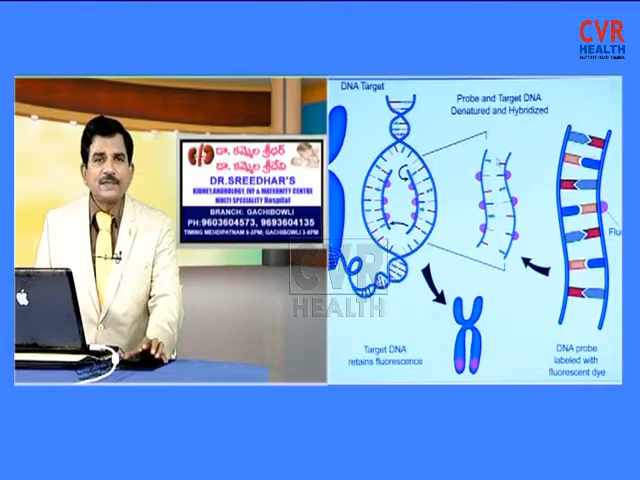 CVR
HEALTH
డా. కమ్మెల శ్రీధర్
డా. కమ్మెల శ్రీదేవి
DR.SREEDHAR'S
KIDNEY,ANDROLOGY, IVF & MATERNITY CENTRE
MULTI SPECIALITY Hospital
BRANCH: GACHIBOWLI
PH:9603604573, 9693604135
TIMING MEHDIPATNAM 9-2PM; GACHIBOWLI 3-8PM
DNA Target
Probe and Target DNA
Denatured and Hybridized
Flu
CVR
HEALTH
Target DNA
retains fluorescence
DNA probe
labeled with
fluorescent dye